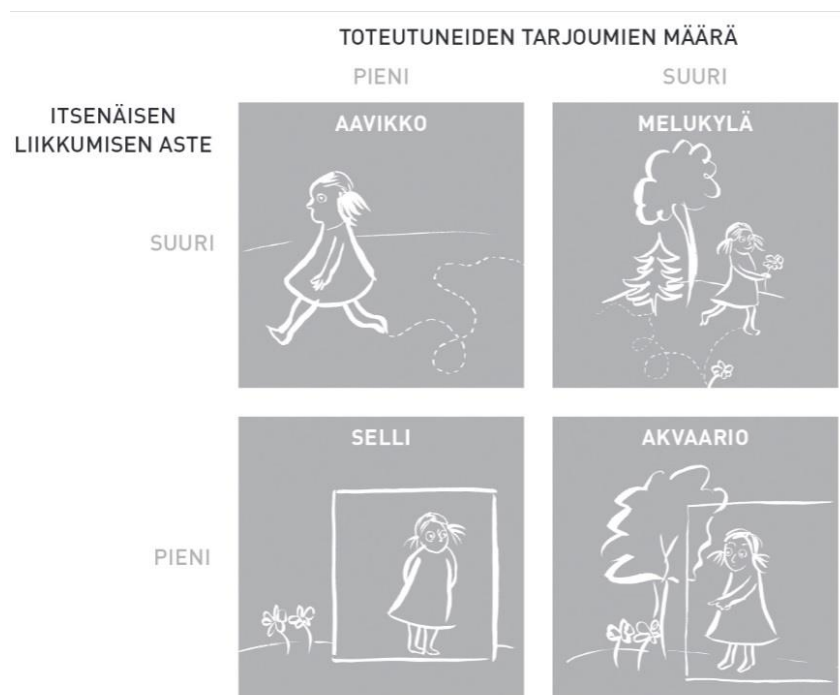 TOTEUTUNEIDEN TARJOUMIEN MÄÄRÄ
PIENI
SUURI
ITSENÄISEN
LIIKKUMISEN ASTE
AAVIKKO
MELUKYLÄ
SUURI
SELLI
AKVAARIO
PIENI